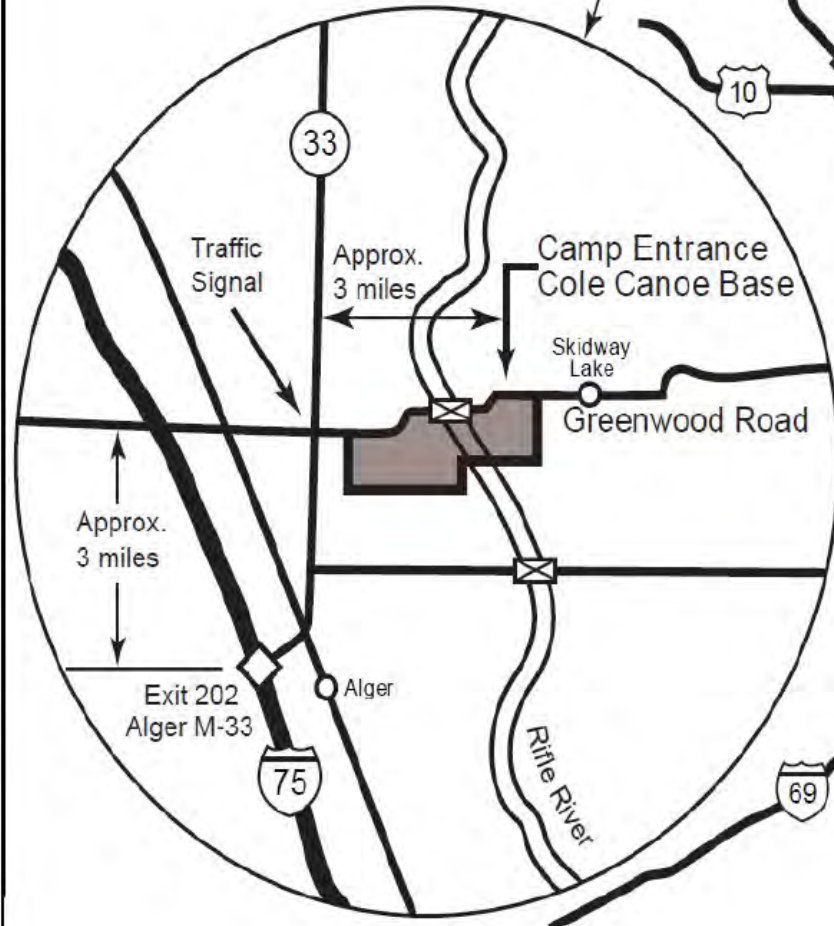 10
33
Traffic
Signal
Approx.
3 miles
Camp Entrance
Cole Canoe Base
Skidway
Lake
Greenwood Road
Approx.
3 miles
Exit 202
Alger M-33
Alger
75
Rifle River
69